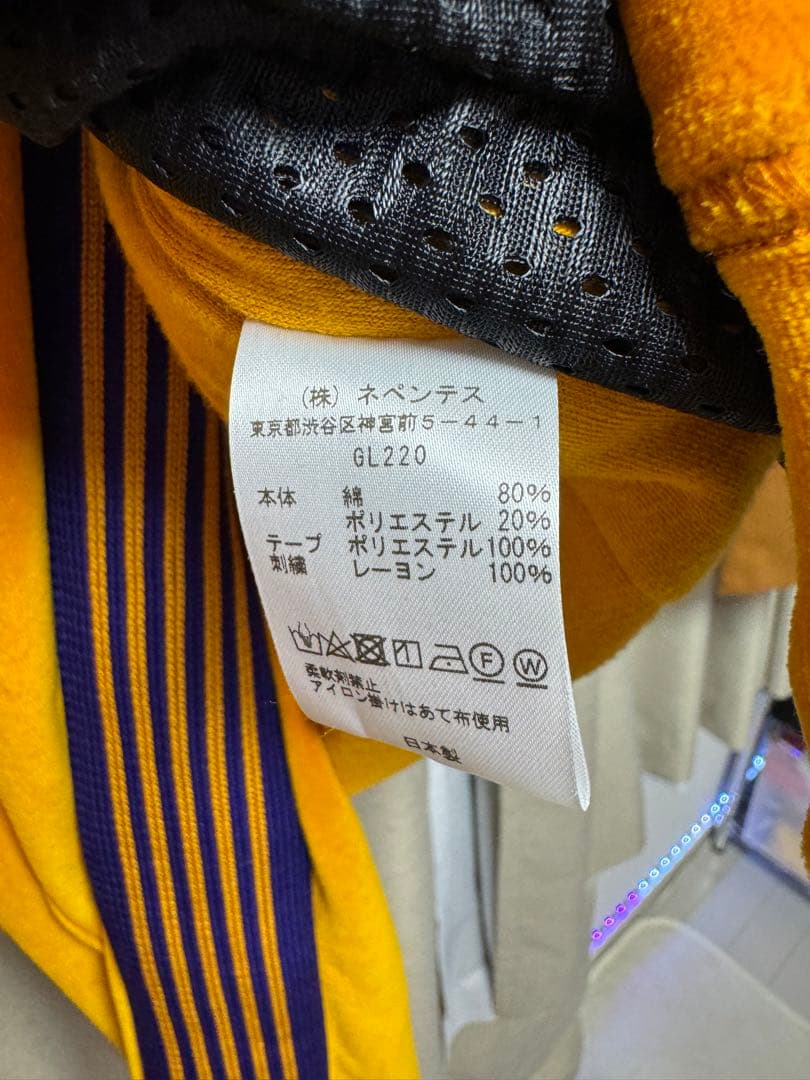 (株) ネペンテス
東京都渋谷区神宮前5-44-1
GL220
本体 綿 80%
ポリエステル 20%
テープ ポリエステル100%
刺繍 レーヨン 100%
F W
柔軟剤禁止
アイロン掛けはあて布使用
日本製